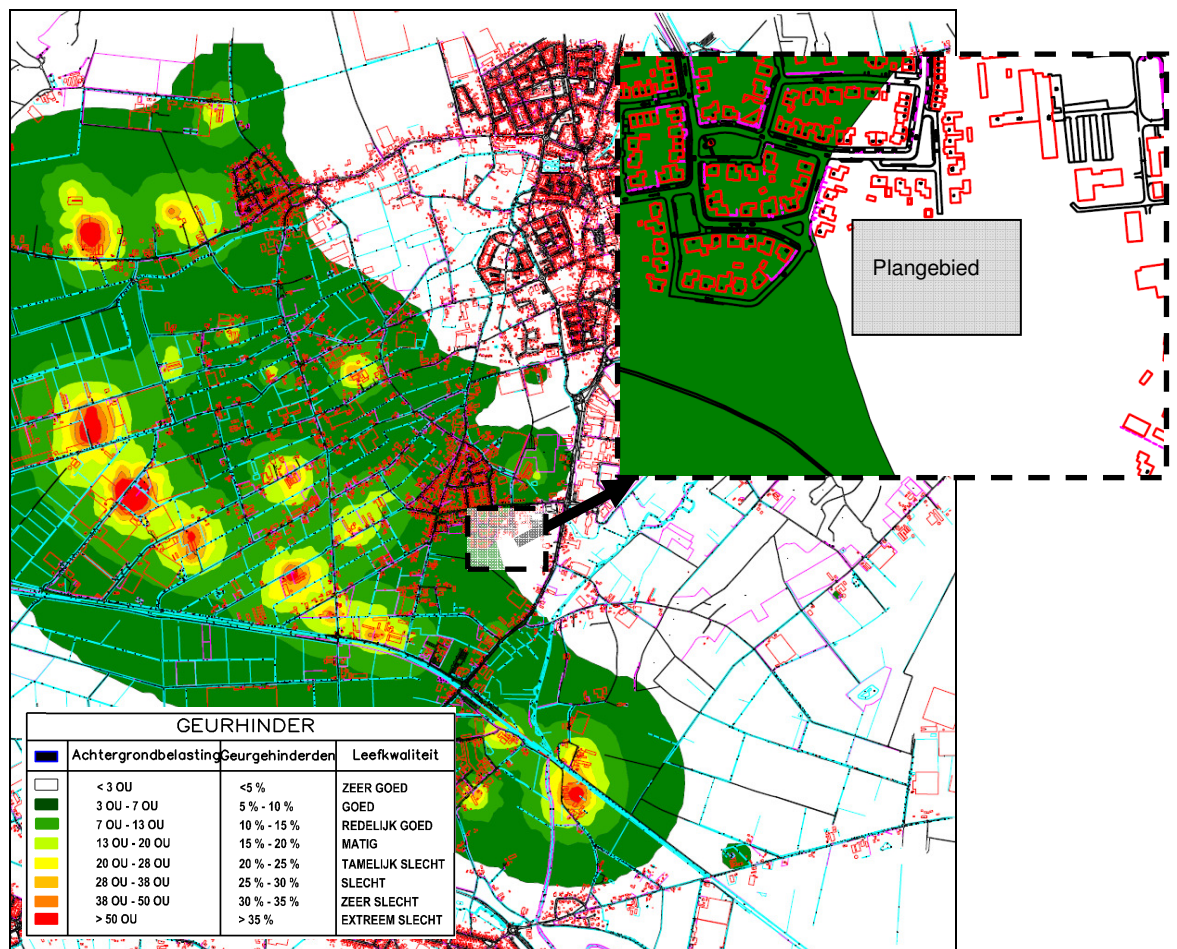 Plangebied
GEURHINDER
Achtergrondbelasting Geurgehinderden Leefkwaliteit
< 3 OU <5 % ZEER GOED
3 OU - 7 OU 5 % - 10 % GOED
7 OU - 13 OU 10 % - 15 % REDELIJK GOED
13 OU - 20 OU 15 % - 20 % MATIG
20 OU - 28 OU 20 % - 25 % TAMELIJK SLECHT
28 OU - 38 OU 25 % - 30 % SLECHT
38 OU - 50 OU 30 % - 35 % ZEER SLECHT
> 50 OU > 35 % EXTREEM SLECHT